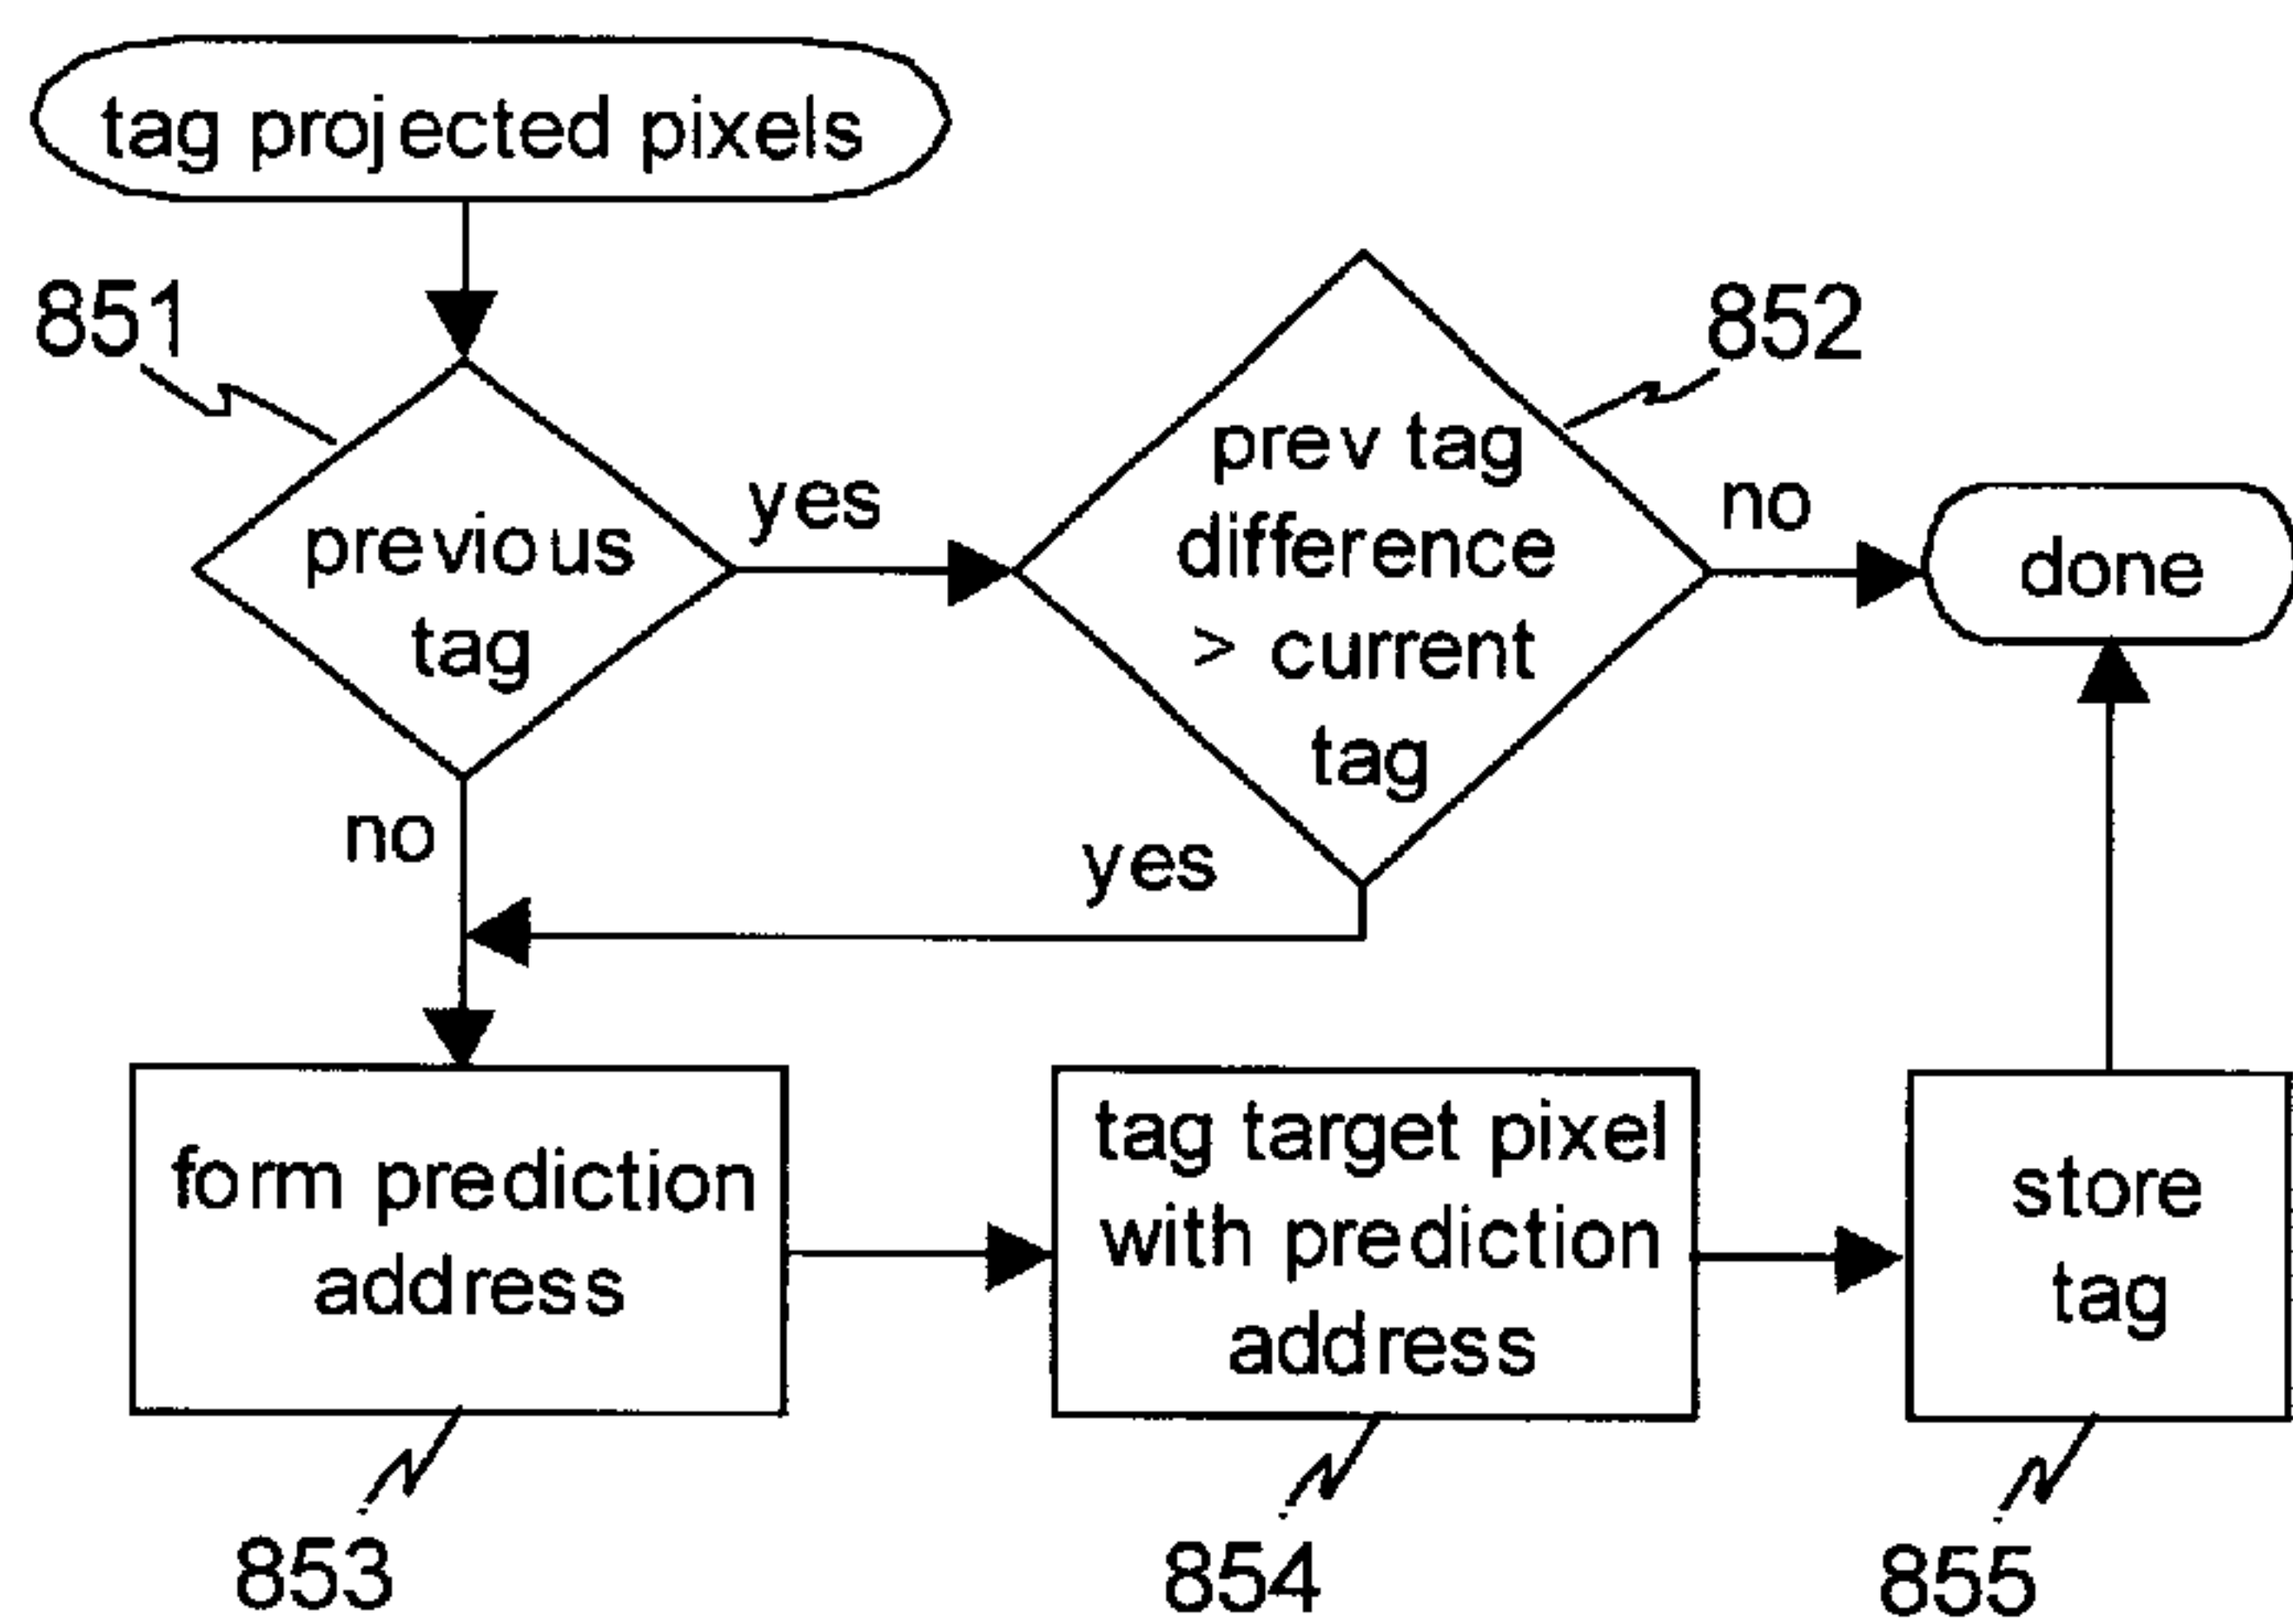 tag projected pixels
851
previous
tag
yes
852
prev tag
difference
> current
tag
no
done
no
yes
form prediction
address
853
tag target pixel
with prediction
address
854
store
tag
855